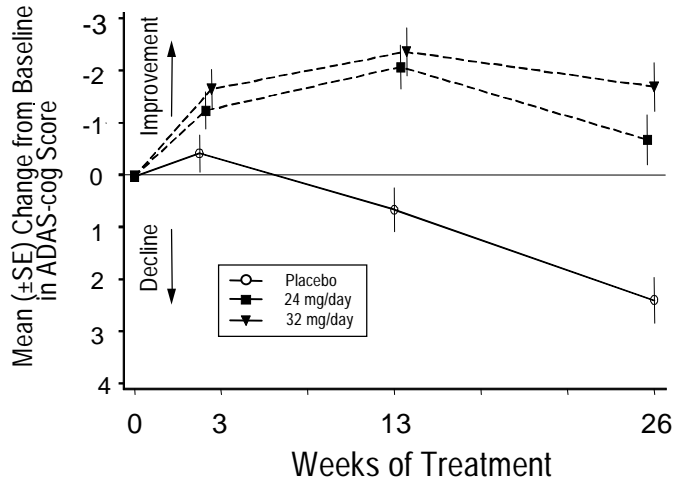 Mean (±SE) Change from Baseline
in ADAS-cog Score
Improvement
Decline
-3
-2
-1
0
1
2
3
4
Placebo
24 mg/day
32 mg/day
0 3 13 26
Weeks of Treatment